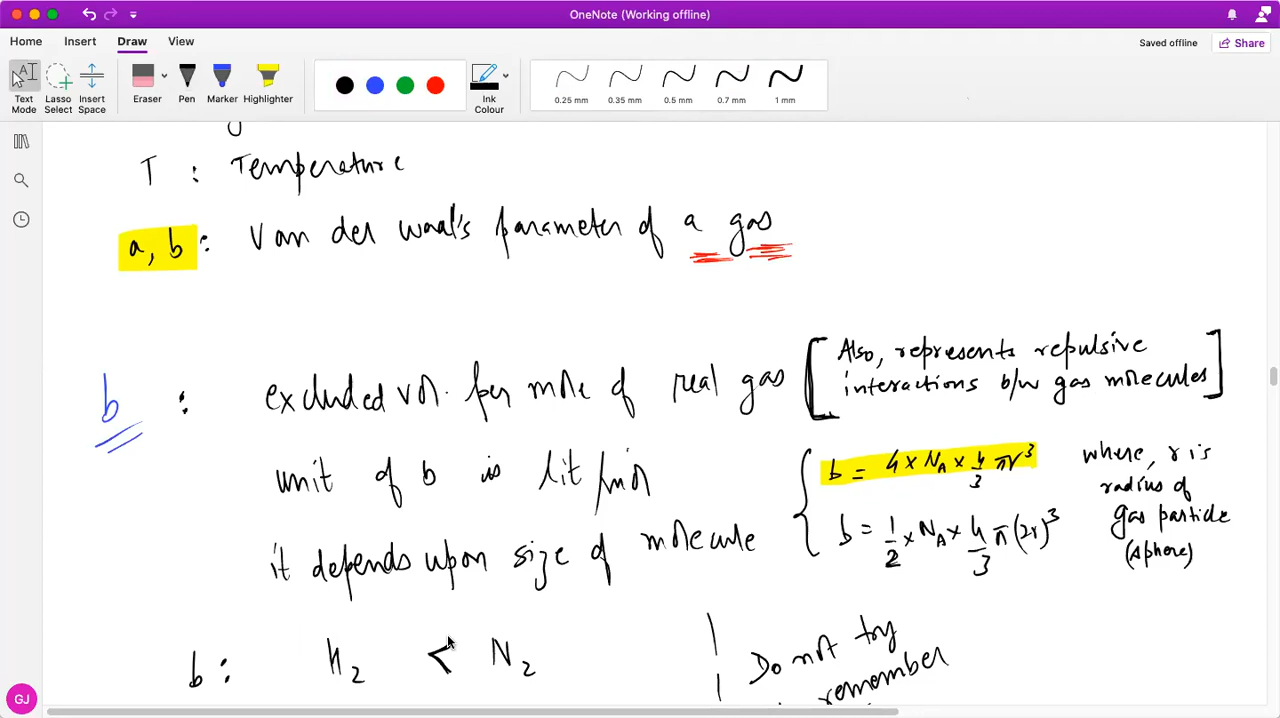 OneNote (Working offline)
Home Insert Draw View
Saved offline
Share
Text Mode
Lasso Select
Insert Space
Eraser
Pen
Marker
Highlighter
Ink Colour
0.25 mm 0.35 mm 0.5 mm 0.7 mm 1 mm
T : Temperature
a, b : Van der waal's parameter of a gas
b : excluded vol. per mole of real gas
[Also, represents repulsive
interactions b/w gas molecules]
unit of b is lit/mol
it depends upon size of molecule
b = 4 × N_A × 4/3 πr³
b = 1/2 × N_A × 4/3 π(2r)³
where, r is
radius of
gas particle
(sphere)
b : H₂ < N₂
Do not try
remember
GJ